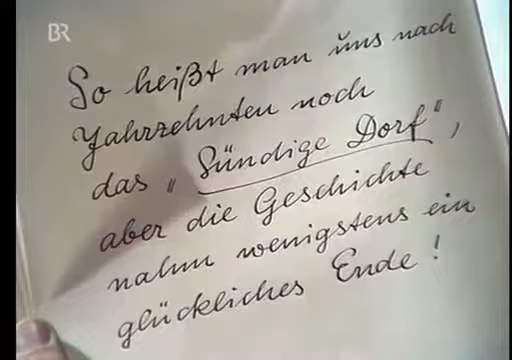 BR
So heißt man uns nach
Jahrzehnten noch
das „Sündige Dorf",
aber die Geschichte
nahm wenigstens ein
glückliches Ende!